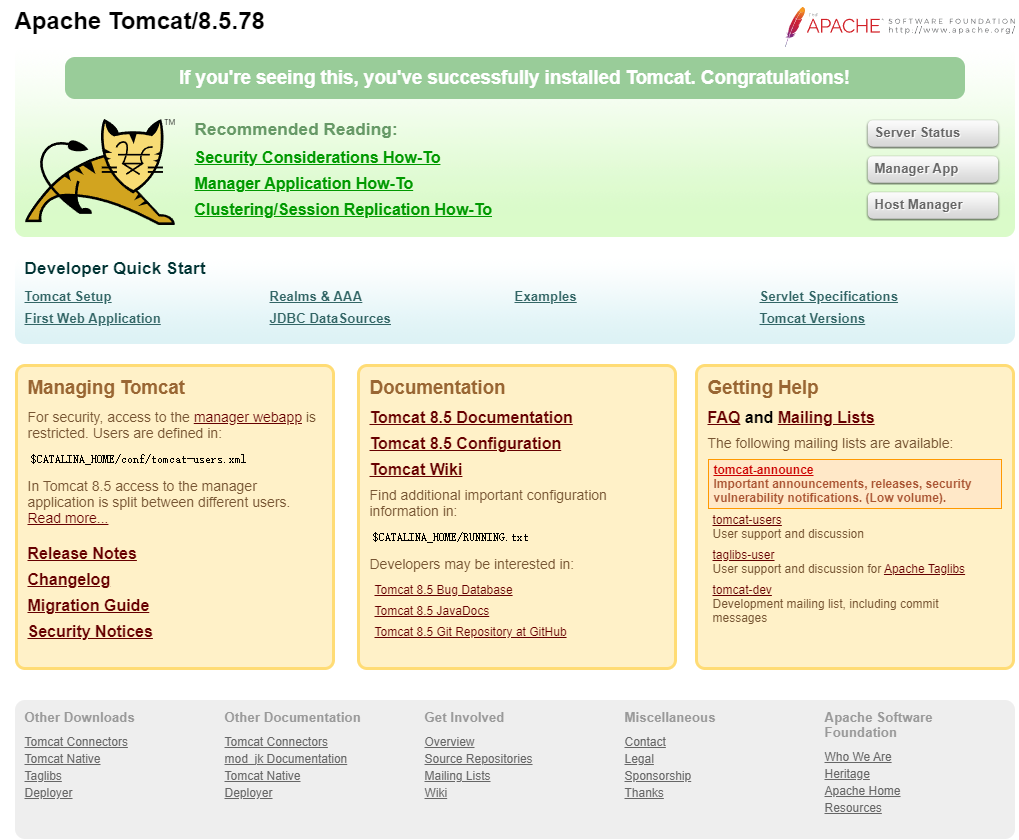 Apache Tomcat/8.5.78
THE
APACHE™ SOFTWARE FOUNDATION
http://www.apache.org/
If you're seeing this, you've successfully installed Tomcat. Congratulations!
TM
Recommended Reading:
Security Considerations How-To
Manager Application How-To
Clustering/Session Replication How-To
Server Status
Manager App
Host Manager
Developer Quick Start
Tomcat Setup
First Web Application
Realms & AAA
JDBC DataSources
Examples
Servlet Specifications
Tomcat Versions
Managing Tomcat
For security, access to the manager webapp is
restricted. Users are defined in:
$CATALINA_HOME/conf/tomcat-users.xml
In Tomcat 8.5 access to the manager
application is split between different users.
Read more...
Release Notes
Changelog
Migration Guide
Security Notices
Documentation
Tomcat 8.5 Documentation
Tomcat 8.5 Configuration
Tomcat Wiki
Find additional important configuration
information in:
$CATALINA_HOME/RUNNING.txt
Developers may be interested in:
Tomcat 8.5 Bug Database
Tomcat 8.5 JavaDocs
Tomcat 8.5 Git Repository at GitHub
Getting Help
FAQ and Mailing Lists
The following mailing lists are available:
tomcat-announce
Important announcements, releases, security
vulnerability notifications. (Low volume).
tomcat-users
User support and discussion
taglibs-user
User support and discussion for Apache Taglibs
tomcat-dev
Development mailing list, including commit
messages
Other Downloads
Tomcat Connectors
Tomcat Native
Taglibs
Deployer
Other Documentation
Tomcat Connectors
mod_jk Documentation
Tomcat Native
Deployer
Get Involved
Overview
Source Repositories
Mailing Lists
Wiki
Miscellaneous
Contact
Legal
Sponsorship
Thanks
Apache Software
Foundation
Who We Are
Heritage
Apache Home
Resources